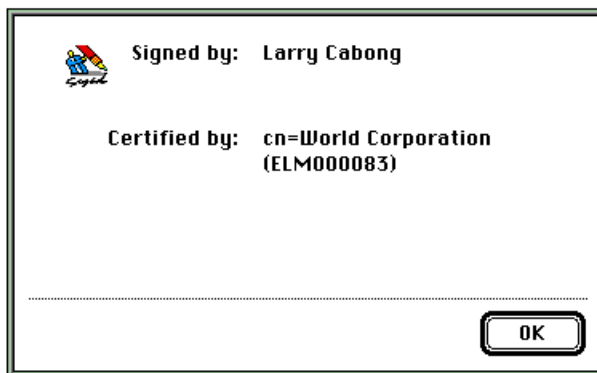 Signed by: Larry Cabong
Certified by: cn=World Corporation
(ELM000083)
OK